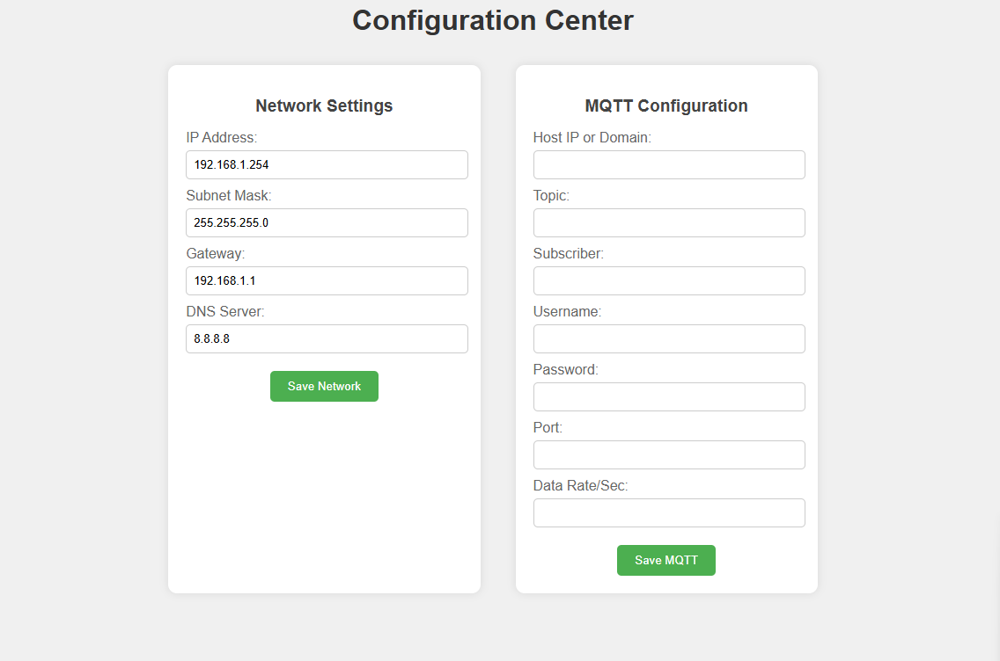 Configuration Center
Network Settings
IP Address:
192.168.1.254
Subnet Mask:
255.255.255.0
Gateway:
192.168.1.1
DNS Server:
8.8.8.8
Save Network
MQTT Configuration
Host IP or Domain:
Topic:
Subscriber:
Username:
Password:
Port:
Data Rate/Sec:
Save MQTT